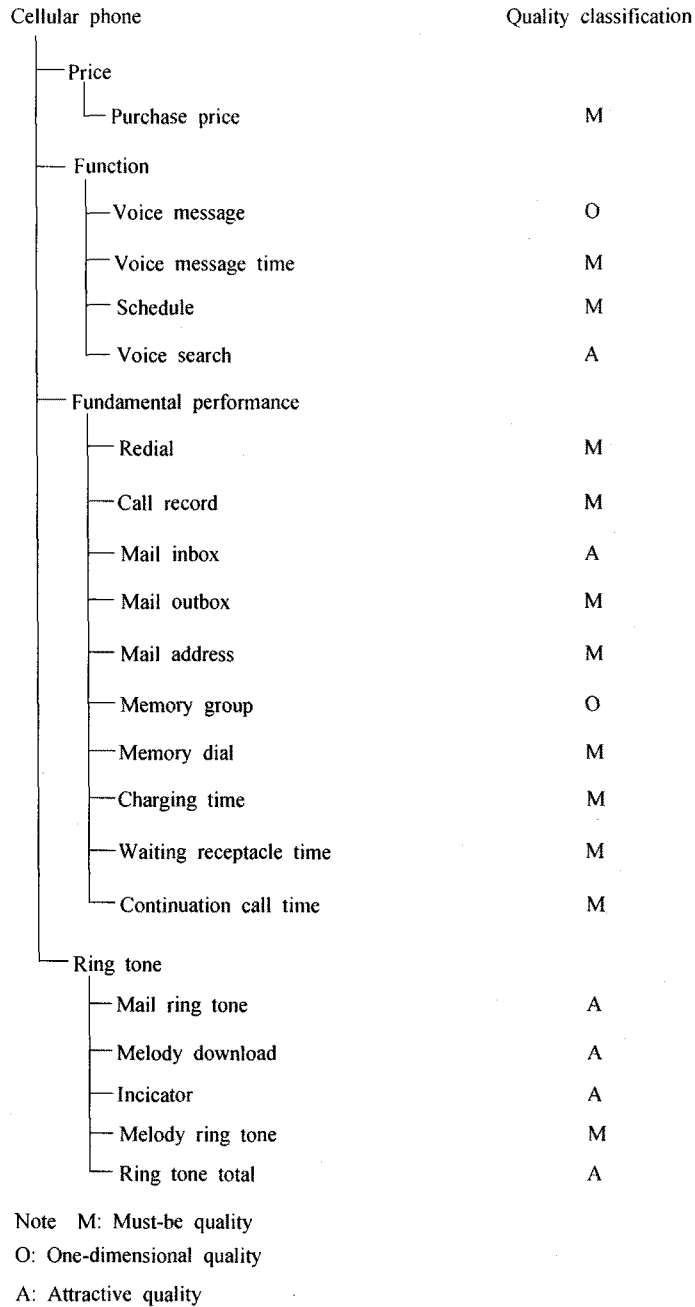 Cellular phone Quality classification
Price
Purchase price M
Function
Voice message O
Voice message time M
Schedule M
Voice search A
Fundamental performance
Redial M
Call record M
Mail inbox A
Mail outbox M
Mail address M
Memory group O
Memory dial M
Charging time M
Waiting receptacle time M
Continuation call time M
Ring tone
Mail ring tone A
Melody download A
Incicator A
Melody ring tone M
Ring tone total A
Note M: Must-be quality
O: One-dimensional quality
A: Attractive quality